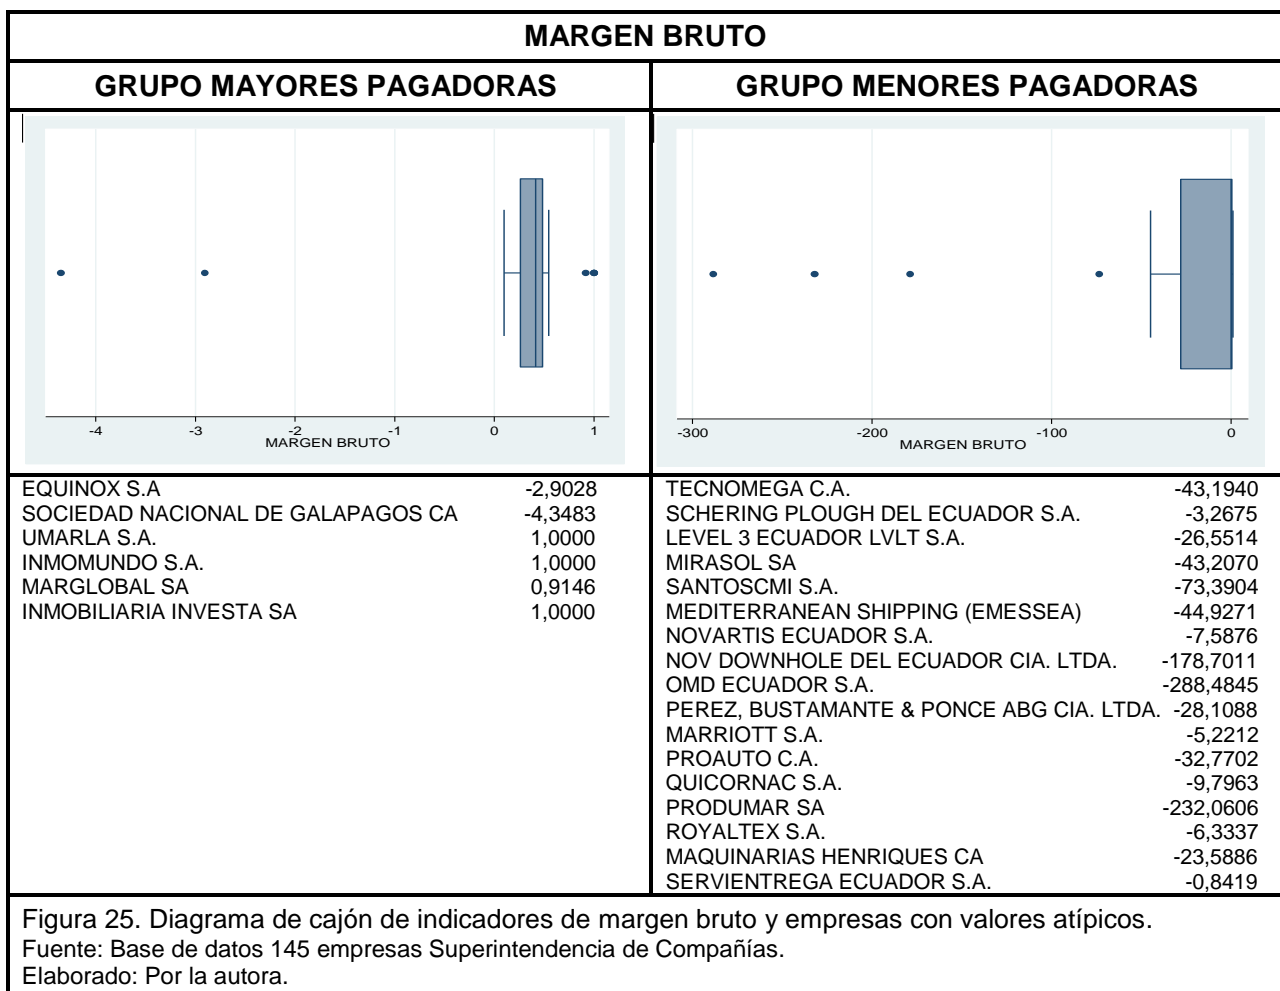 MARGEN BRUTO
GRUPO MAYORES PAGADORAS
GRUPO MENORES PAGADORAS
-4 -3 -2 -1 0 1
MARGEN BRUTO
-300 -200 -100 0
MARGEN BRUTO
EQUINOX S.A -2,9028
SOCIEDAD NACIONAL DE GALAPAGOS CA -4,3483
UMARLA S.A. 1,0000
INMOMUNDO S.A. 1,0000
MARGLOBAL SA 0,9146
INMOBILIARIA INVESTA SA 1,0000
TECNOMEGA C.A. -43,1940
SCHERING PLOUGH DEL ECUADOR S.A. -3,2675
LEVEL 3 ECUADOR LVLT S.A. -26,5514
MIRASOL SA -43,2070
SANTOSCMI S.A. -73,3904
MEDITERRANEAN SHIPPING (EMESSEA) -44,9271
NOVARTIS ECUADOR S.A. -7,5876
NOV DOWNHOLE DEL ECUADOR CIA. LTDA. -178,7011
OMD ECUADOR S.A. -288,4845
PEREZ, BUSTAMANTE & PONCE ABG CIA. LTDA. -28,1088
MARRIOTT S.A. -5,2212
PROAUTO C.A. -32,7702
QUICORNAC S.A. -9,7963
PRODUMAR SA -232,0606
ROYALTEX S.A. -6,3337
MAQUINARIAS HENRIQUES CA -23,5886
SERVIENTREGA ECUADOR S.A. -0,8419
Figura 25. Diagrama de cajón de indicadores de margen bruto y empresas con valores atípicos.
Fuente: Base de datos 145 empresas Superintendencia de Compañías.
Elaborado: Por la autora.